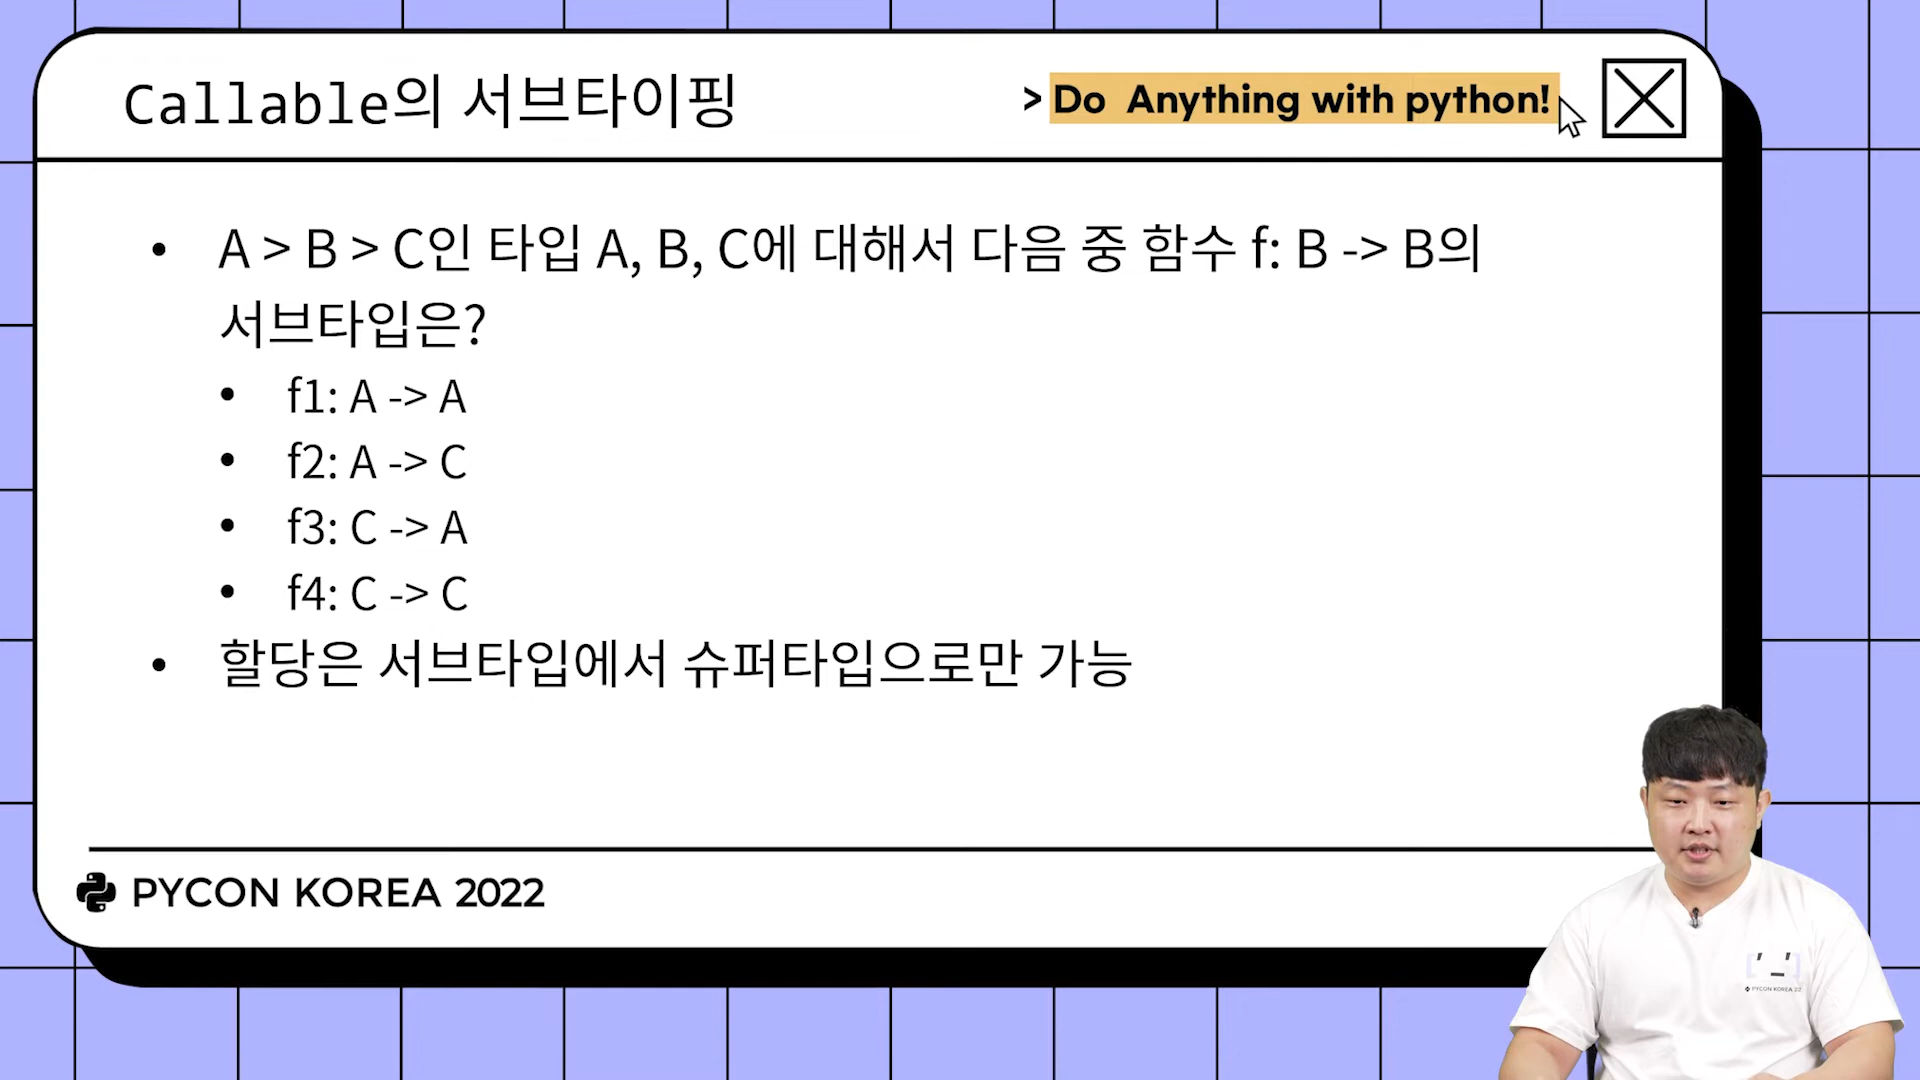 Callable의 서브타이핑
> Do Anything with python!
• A > B > C인 타입 A, B, C에 대해서 다음 중 함수 f: B -> B의
서브타입은?
• f1: A -> A
• f2: A -> C
• f3: C -> A
• f4: C -> C
• 할당은 서브타입에서 슈퍼타입으로만 가능
PYCON KOREA 2022
[' _ ']
PYCON KOREA 22